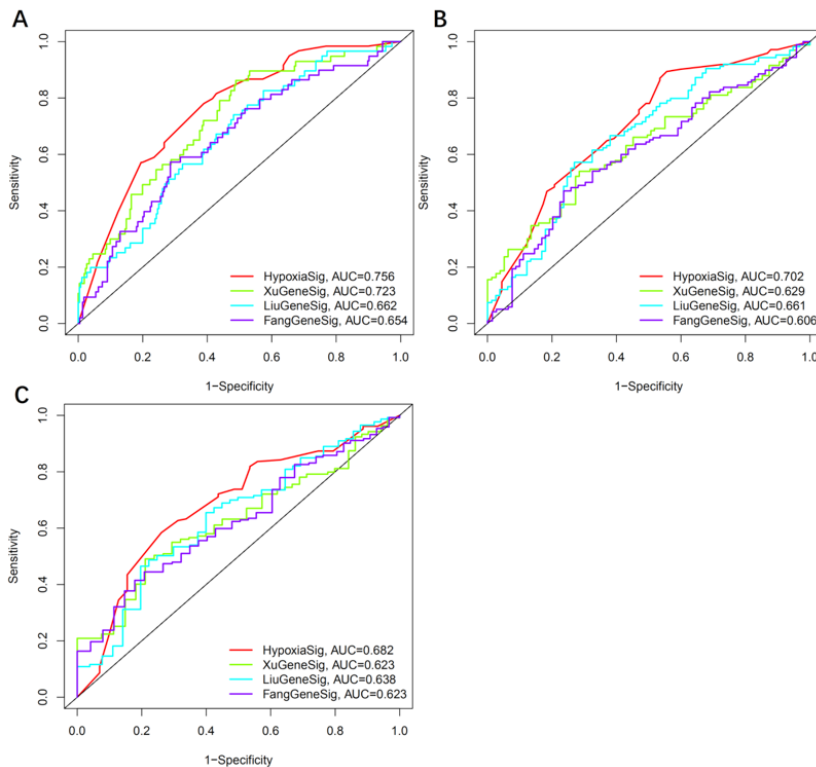 A
Sensitivity
1.0
0.8
0.6
0.4
0.2
0.0
HypoxiaSig, AUC=0.756
XuGeneSig, AUC=0.723
LiuGeneSig, AUC=0.662
FangGeneSig, AUC=0.654
0.0 0.2 0.4 0.6 0.8 1.0
1−Specificity
B
Sensitivity
1.0
0.8
0.6
0.4
0.2
0.0
HypoxiaSig, AUC=0.702
XuGeneSig, AUC=0.629
LiuGeneSig, AUC=0.661
FangGeneSig, AUC=0.606
0.0 0.2 0.4 0.6 0.8 1.0
1−Specificity
C
Sensitivity
1.0
0.8
0.6
0.4
0.2
0.0
HypoxiaSig, AUC=0.682
XuGeneSig, AUC=0.623
LiuGeneSig, AUC=0.638
FangGeneSig, AUC=0.623
0.0 0.2 0.4 0.6 0.8 1.0
1−Specificity